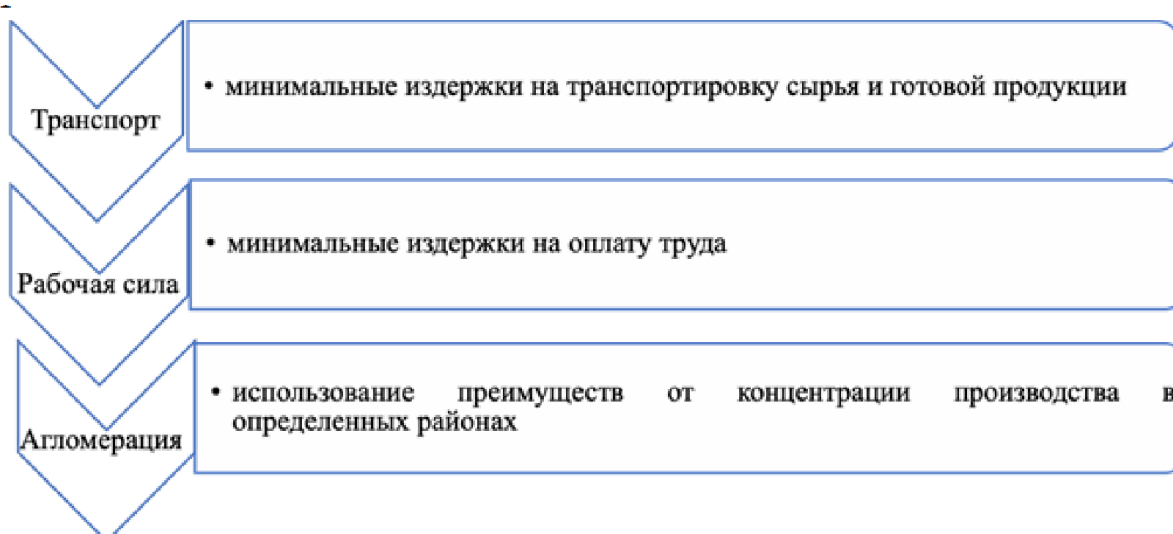 Транспорт
• минимальные издержки на транспортировку сырья и готовой продукции
Рабочая сила
• минимальные издержки на оплату труда
Агломерация
• использование преимуществ от концентрации производства в
определенных районах